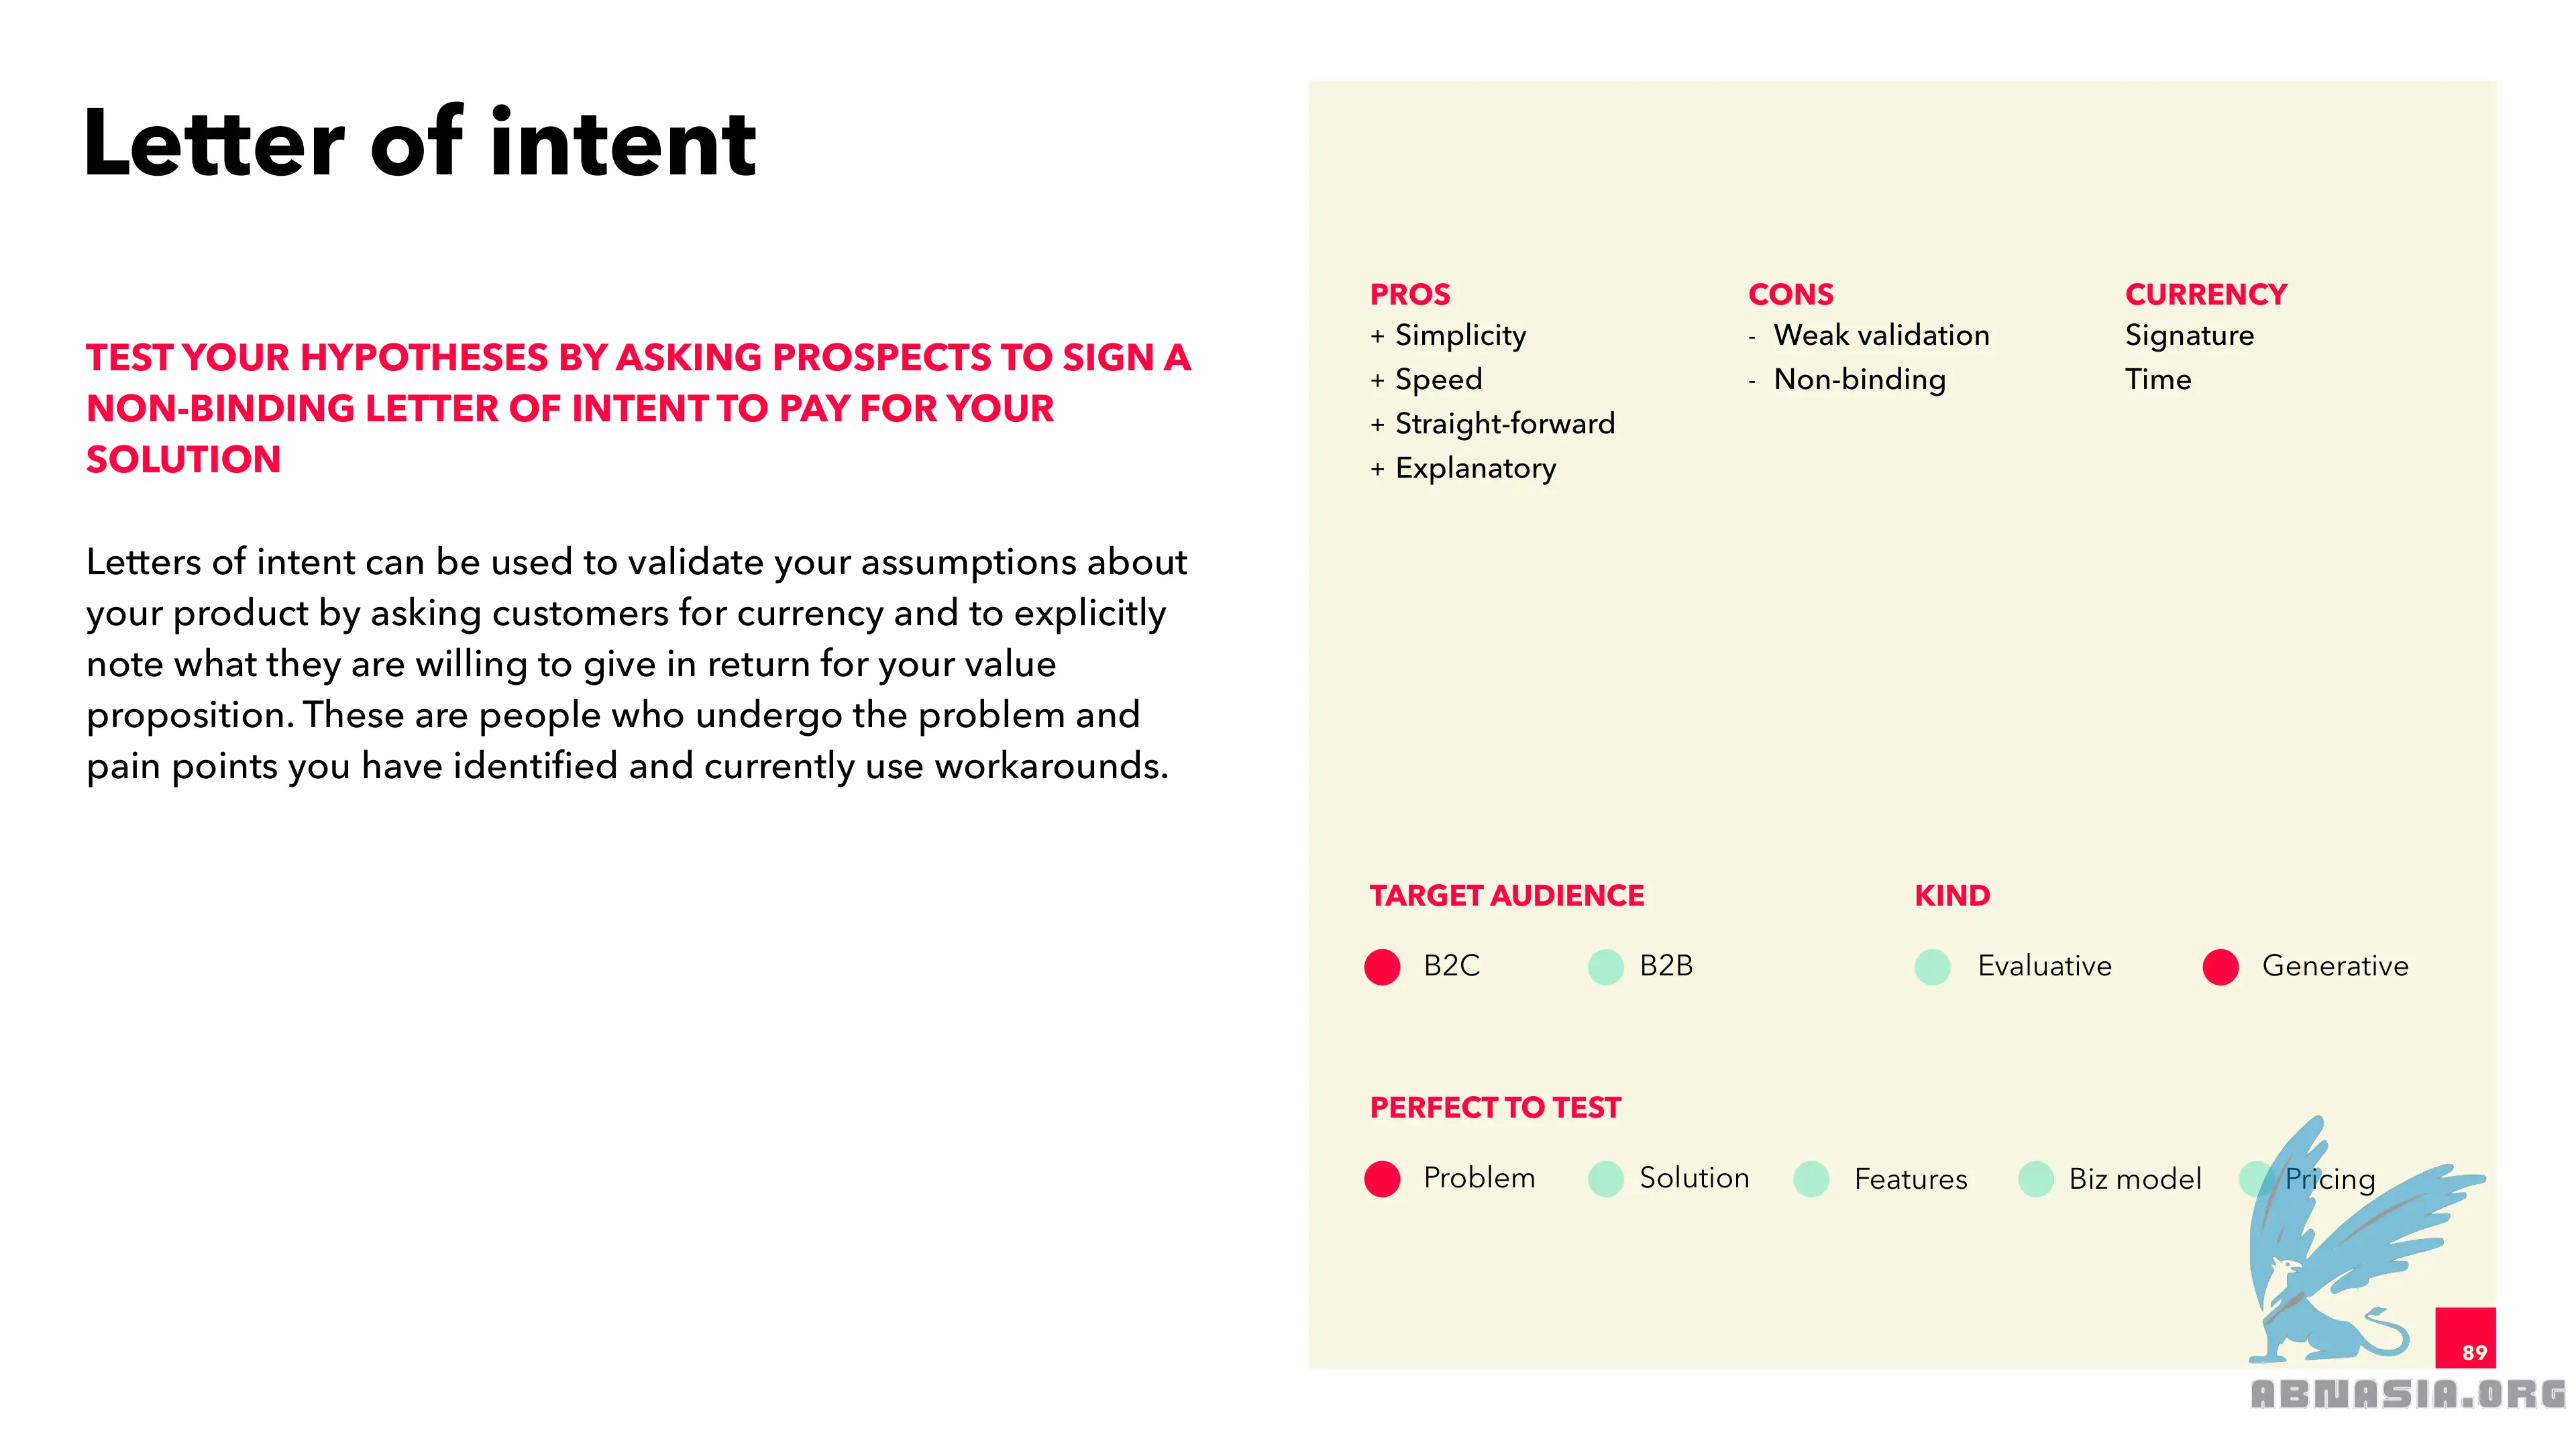 Letter of intent
TEST YOUR HYPOTHESES BY ASKING PROSPECTS TO SIGN A
NON-BINDING LETTER OF INTENT TO PAY FOR YOUR
SOLUTION
Letters of intent can be used to validate your assumptions about
your product by asking customers for currency and to explicitly
note what they are willing to give in return for your value
proposition. These are people who undergo the problem and
pain points you have identified and currently use workarounds.
PROS
+ Simplicity
+ Speed
+ Straight-forward
+ Explanatory
CONS
- Weak validation
- Non-binding
CURRENCY
Signature
Time
TARGET AUDIENCE
B2C B2B
KIND
Evaluative Generative
PERFECT TO TEST
Problem Solution Features Biz model Pricing
89
ABNASIA.ORG